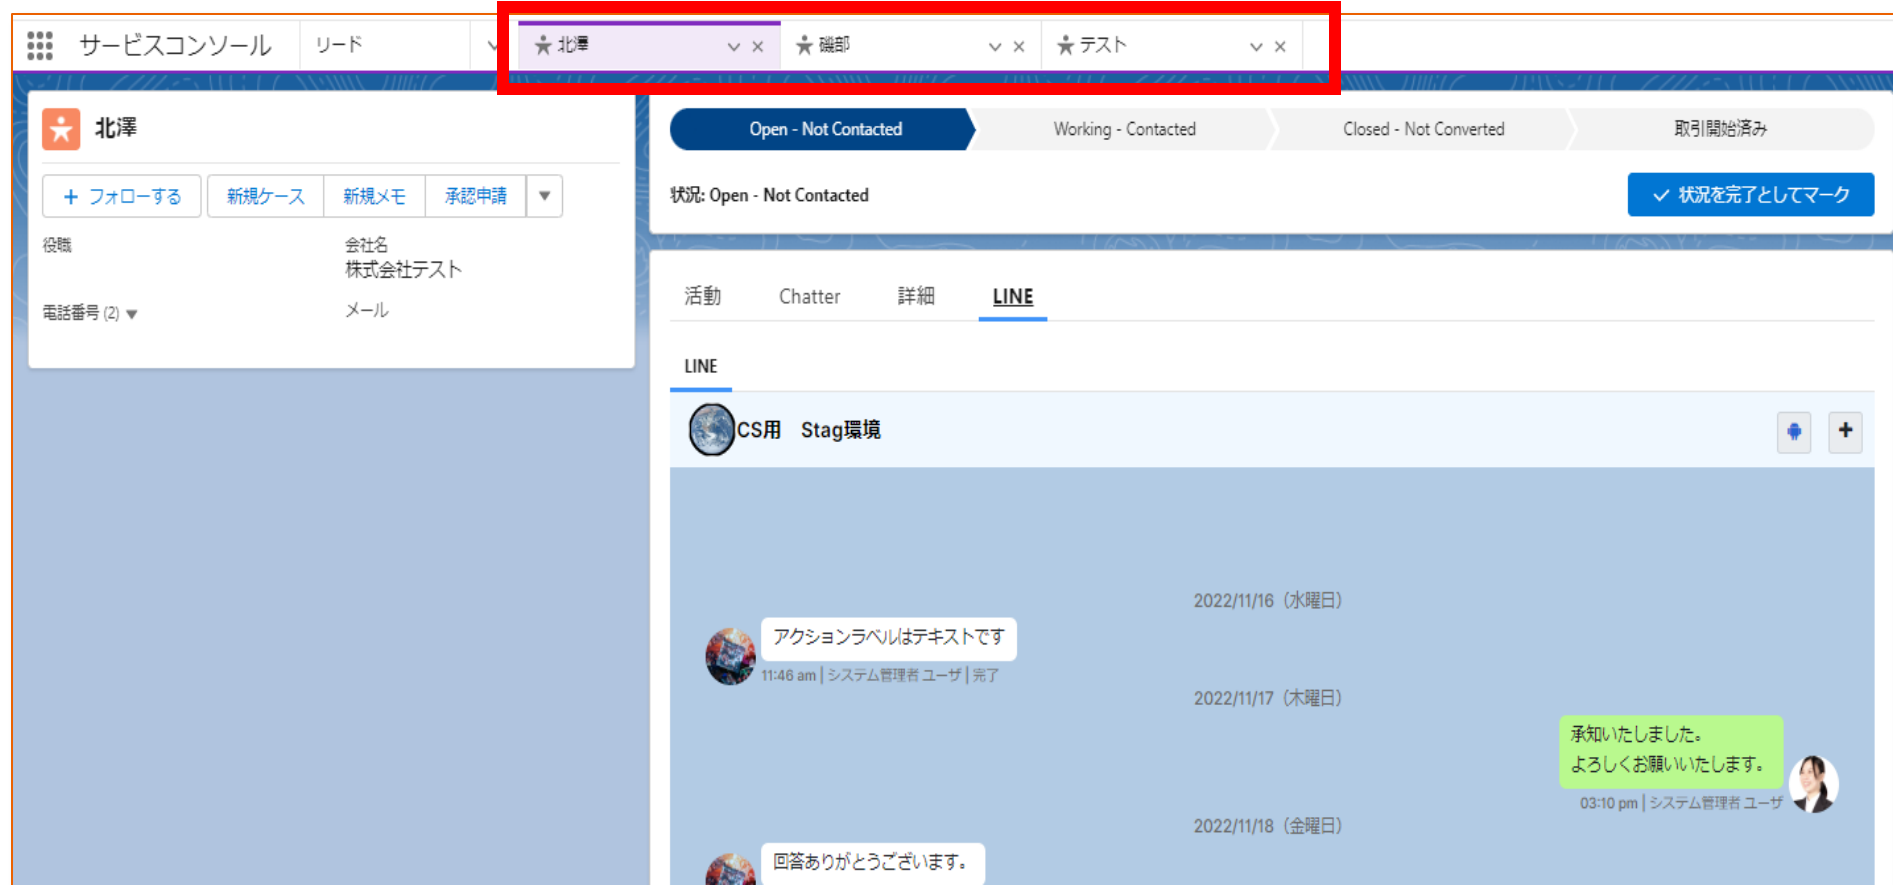 サービスコンソール
リード
北澤
磯部
テスト
北澤
+ フォローする
新規ケース
新規メモ
承認申請
役職
会社名
株式会社テスト
電話番号 (2)
メール
Open - Not Contacted
Working - Contacted
Closed - Not Converted
取引開始済み
状況: Open - Not Contacted
状況を完了としてマーク
活動
Chatter
詳細
LINE
LINE
CS用　Stag環境
2022/11/16（水曜日）
アクションラベルはテキストです
11:46 am | システム管理者 ユーザ | 完了
2022/11/17（木曜日）
承知いたしました。
よろしくお願いいたします。
03:10 pm | システム管理者 ユーザ
2022/11/18（金曜日）
回答ありがとうございます。